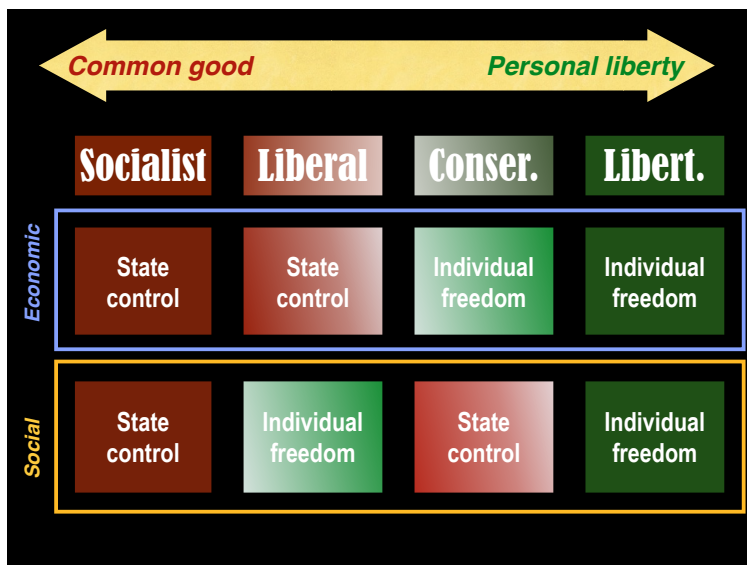 Common good
Personal liberty
Socialist
Liberal
Conser.
Libert.
Economic
State
control
State
control
Individual
freedom
Individual
freedom
Social
State
control
Individual
freedom
State
control
Individual
freedom